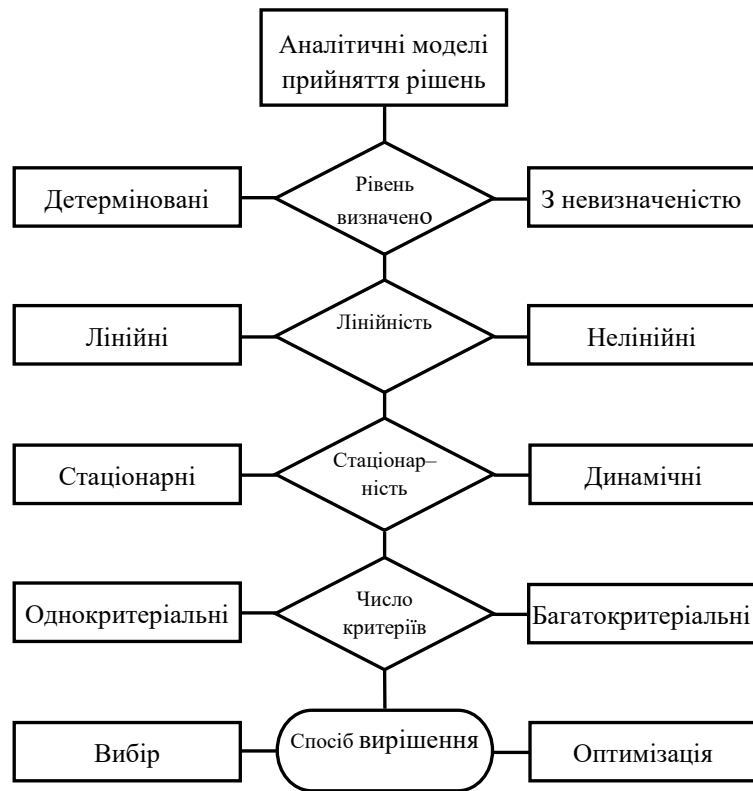 Аналітичні моделі
прийняття рішень
Детерміновані
Рівень
визначено
З невизначеністю
Лінійні
Лінійність
Нелінійні
Стаціонарні
Стаціонар–
ність
Динамічні
Однокритеріальні
Число
критеріїв
Багатокритеріальні
Вибір
Спосіб вирішення
Оптимізація